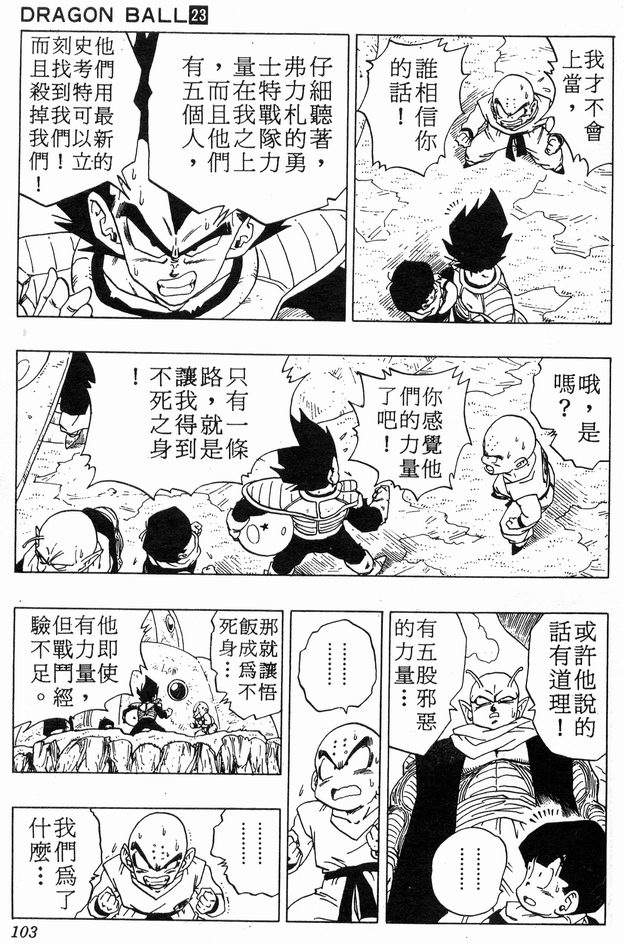 DRAGON BALL 23
我才不會
上當，
誰相信你
的話！
仔細聽著，
弗力札的勇
士特戰隊力
量在我之上
，而且他們
有五個人，
他們用最新的
史考特可以立
刻找到我們！
而且殺掉我們！
哦，是
嗎？
你感覺他
們的力量
了吧！
只有一條
路，就是
讓我得到
不死之身
！
或許他說的
話有道理！
有五股邪惡
的力量…
……
……
那就讓悟
飯成為不
死身…
他即使
有力量，
但戰鬥經
驗不足。
……
我們為了
什麼…
103